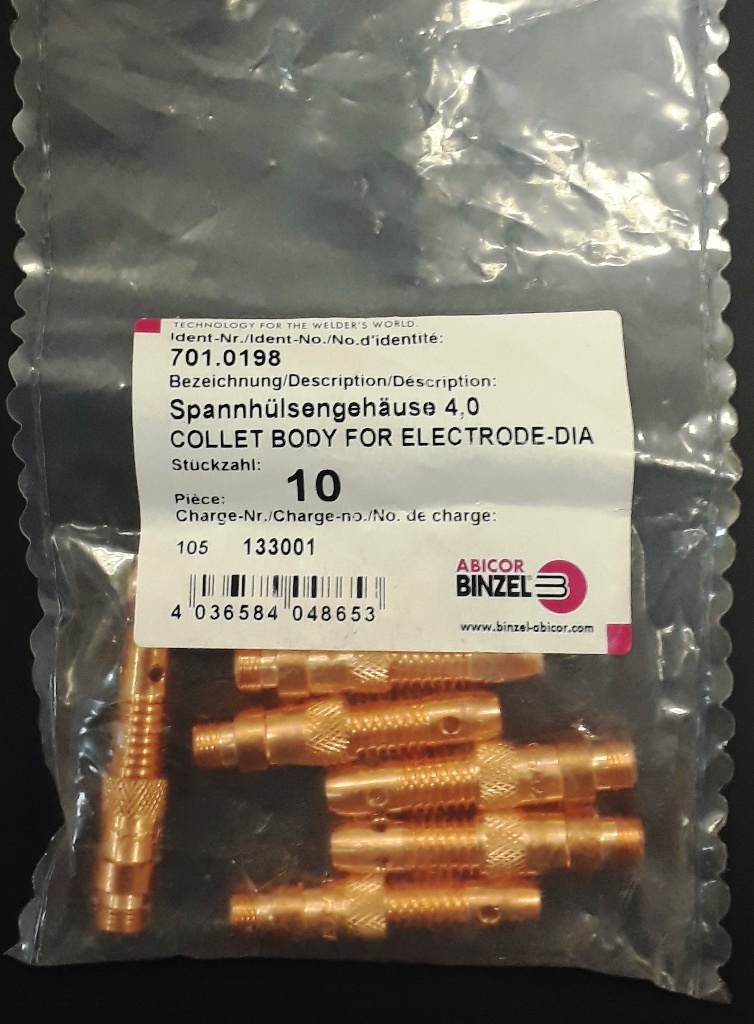 TECHNOLOGY FOR THE WELDER'S WORLD.
Ident-Nr./Ident-No./No.d'identité:
701.0198
Bezeichnung/Description/Déscription:
Spannhülsengehäuse 4,0
COLLET BODY FOR ELECTRODE-DIA
Stückzahl:
Pièce: 10
Charge-Nr./Charge-no./No. de charge:
105 133001
4 036584 048653
ABICOR
BINZEL
www.binzel-abicor.com